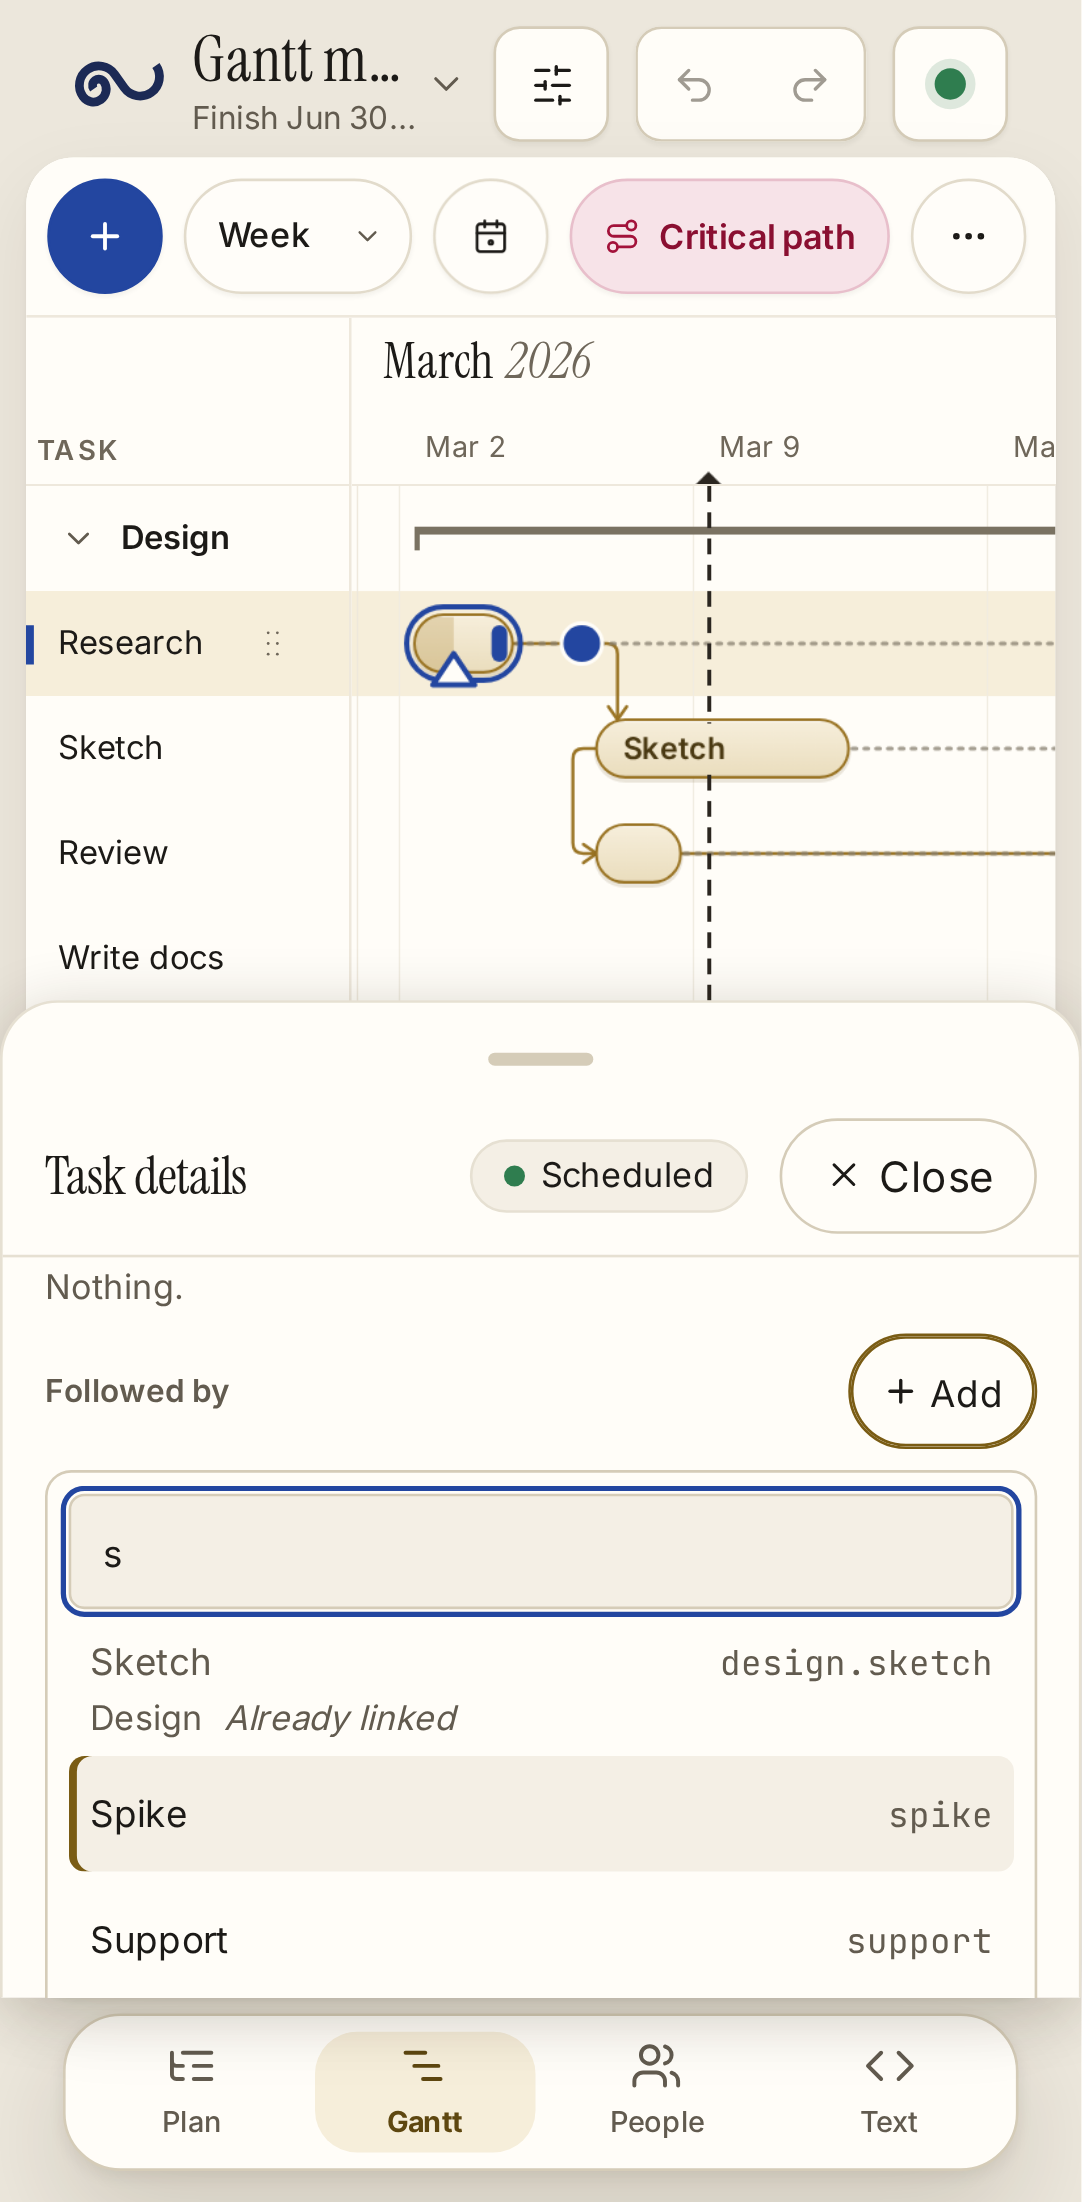 Gantt m...
Finish Jun 30...
Week
Critical path
March 2026
TASK
Mar 2
Mar 9
Ma
Design
Research
Sketch
Sketch
Review
Write docs
Task details
Scheduled
Close
Nothing.
Followed by
Add
s
Sketch
design.sketch
Design Already linked
Spike
spike
Support
support
Plan
Gantt
People
Text